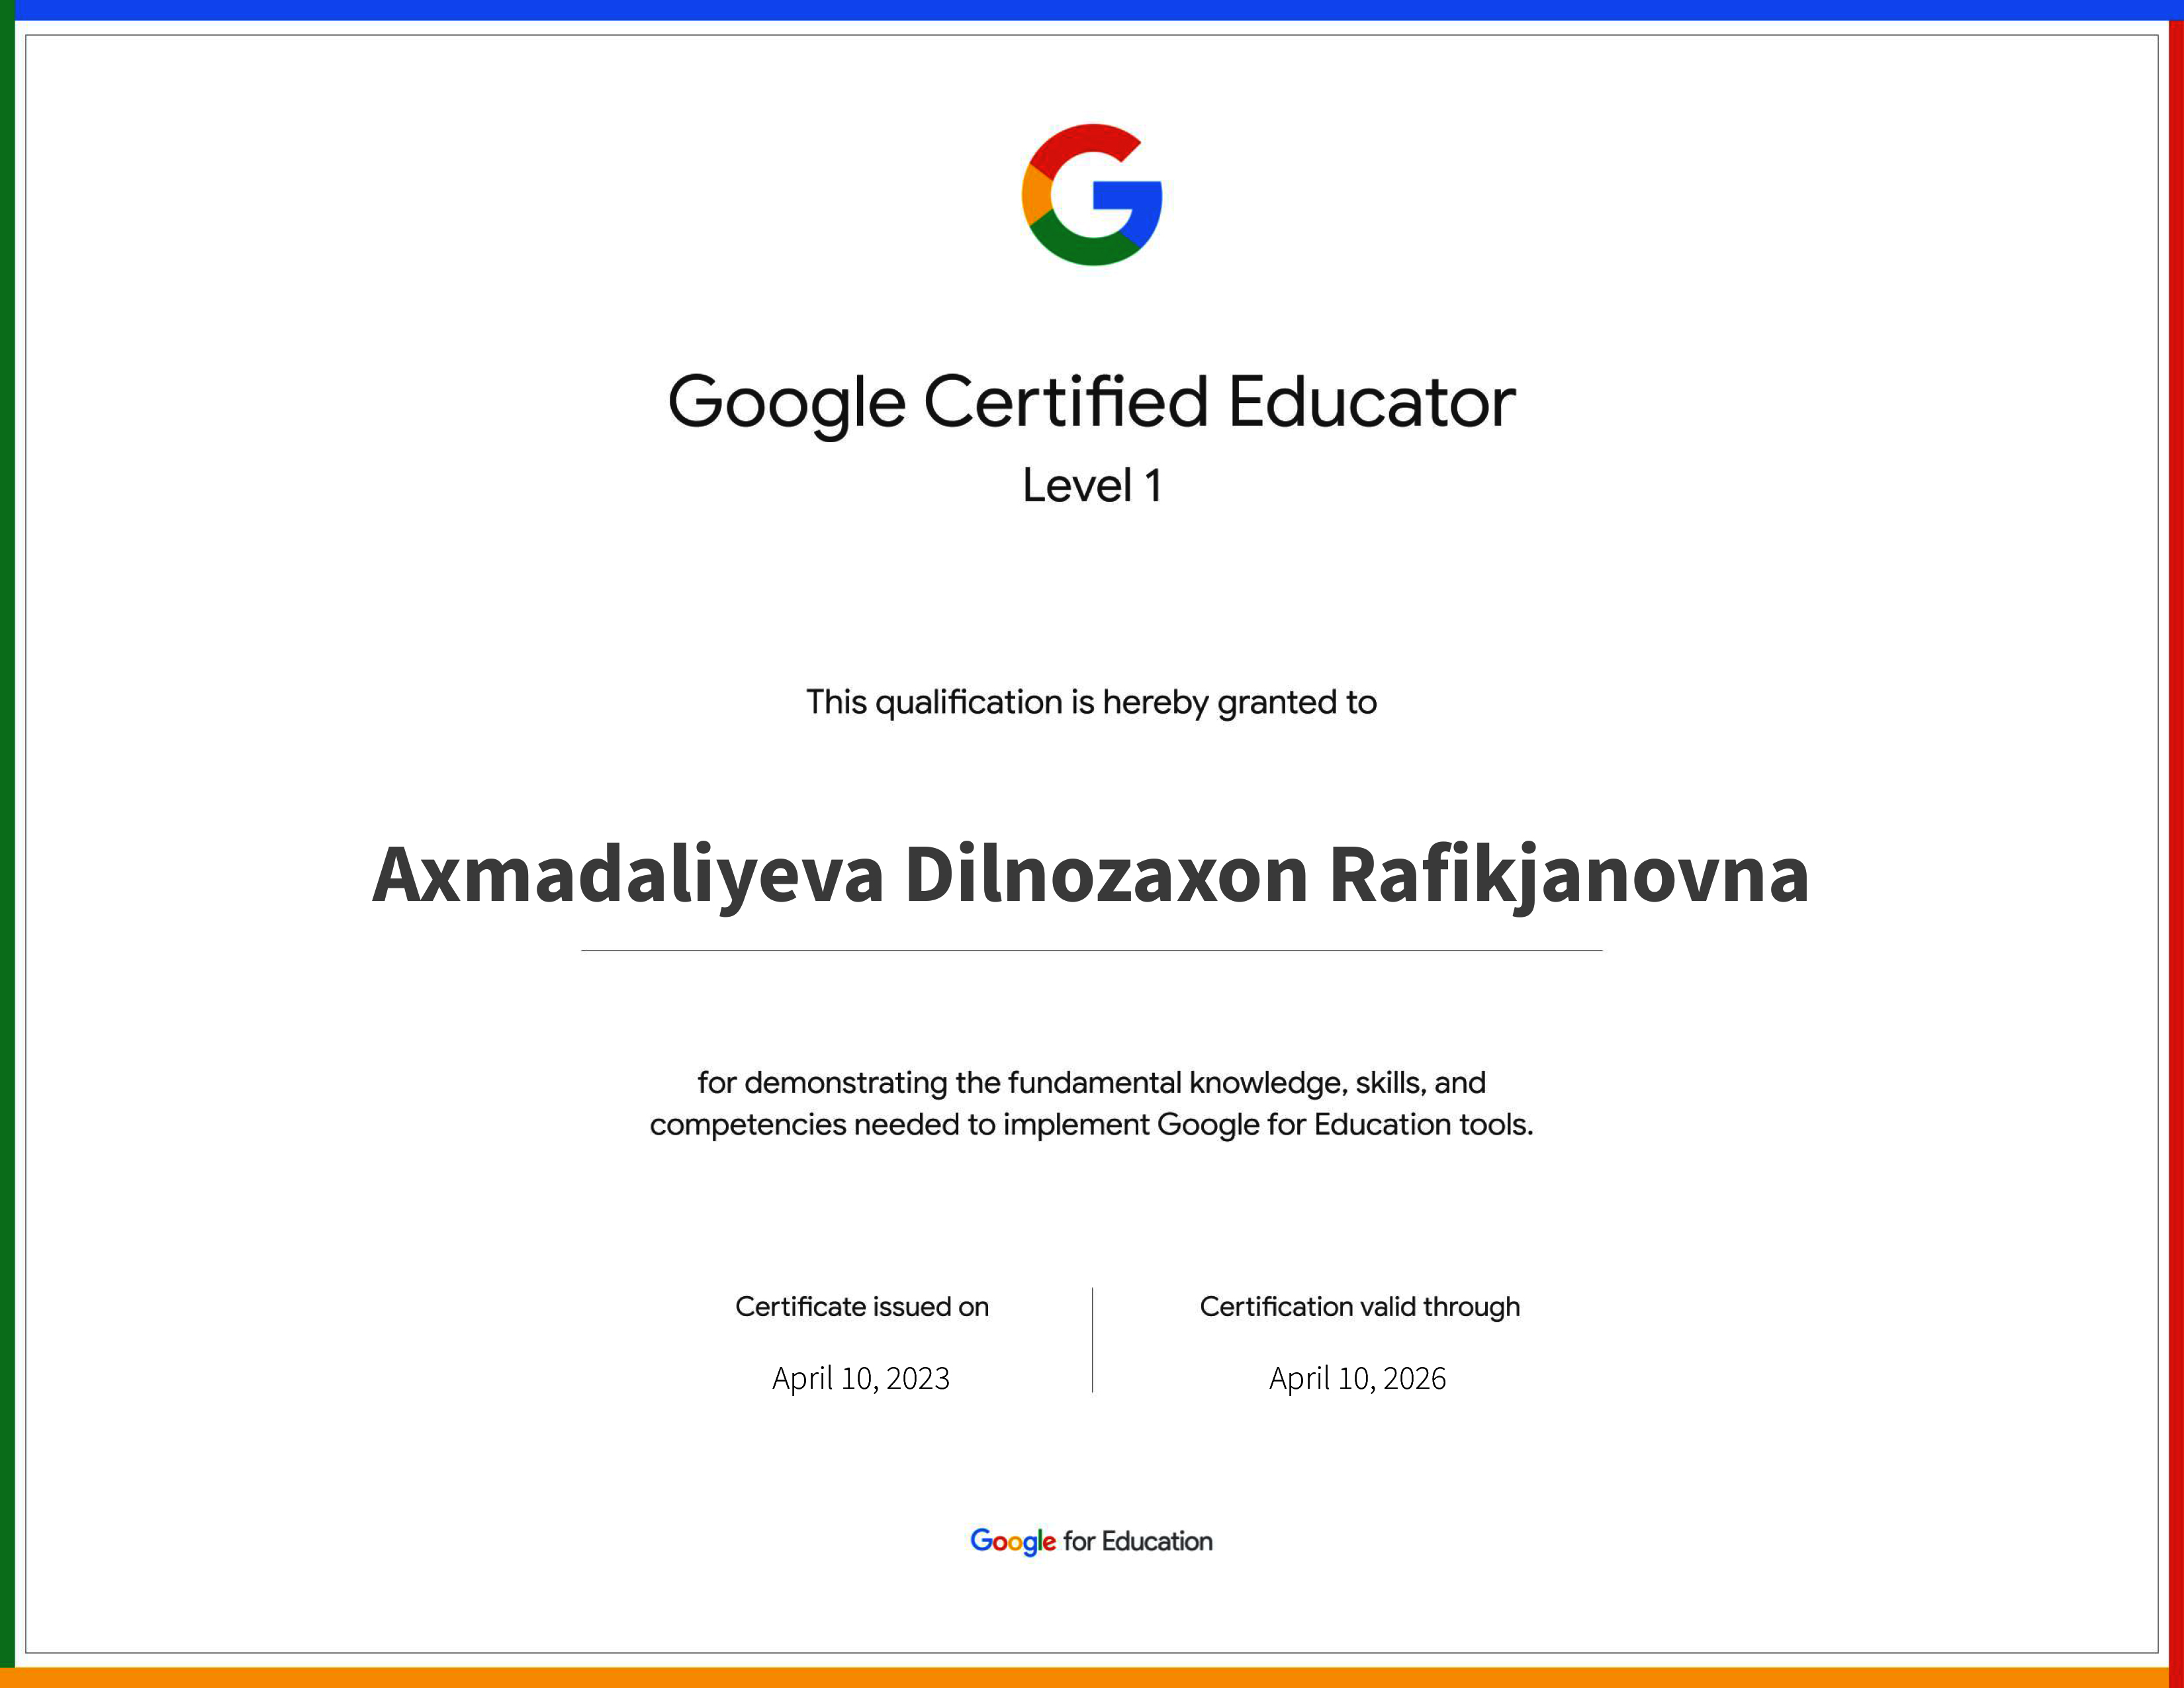 Google Certified Educator
Level 1
This qualification is hereby granted to
Axmadaliyeva Dilnozaxon Rafikjanovna
for demonstrating the fundamental knowledge, skills, and
competencies needed to implement Google for Education tools.
Certificate issued on
April 10, 2023
Certification valid through
April 10, 2026
Google for Education